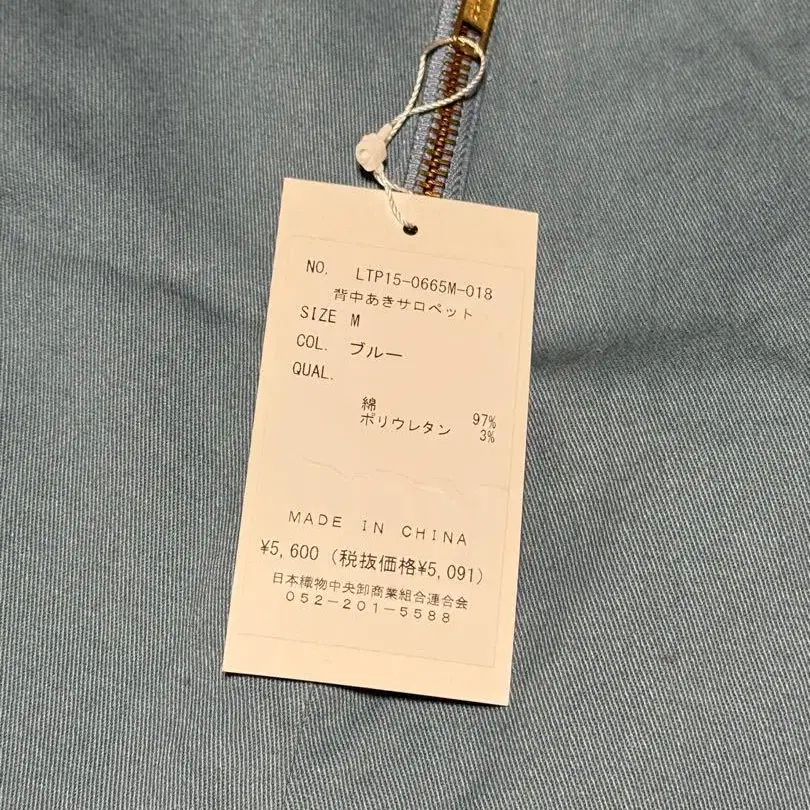 NO. LTP15-0665M-018
背中あきサロペット
SIZE M
COL. ブルー
QUAL.
綿 97%
ポリウレタン 3%
MADE IN CHINA
¥5,600 (税抜価格¥5,091)
日本織物中央卸商業組合連合会
052-201-5588